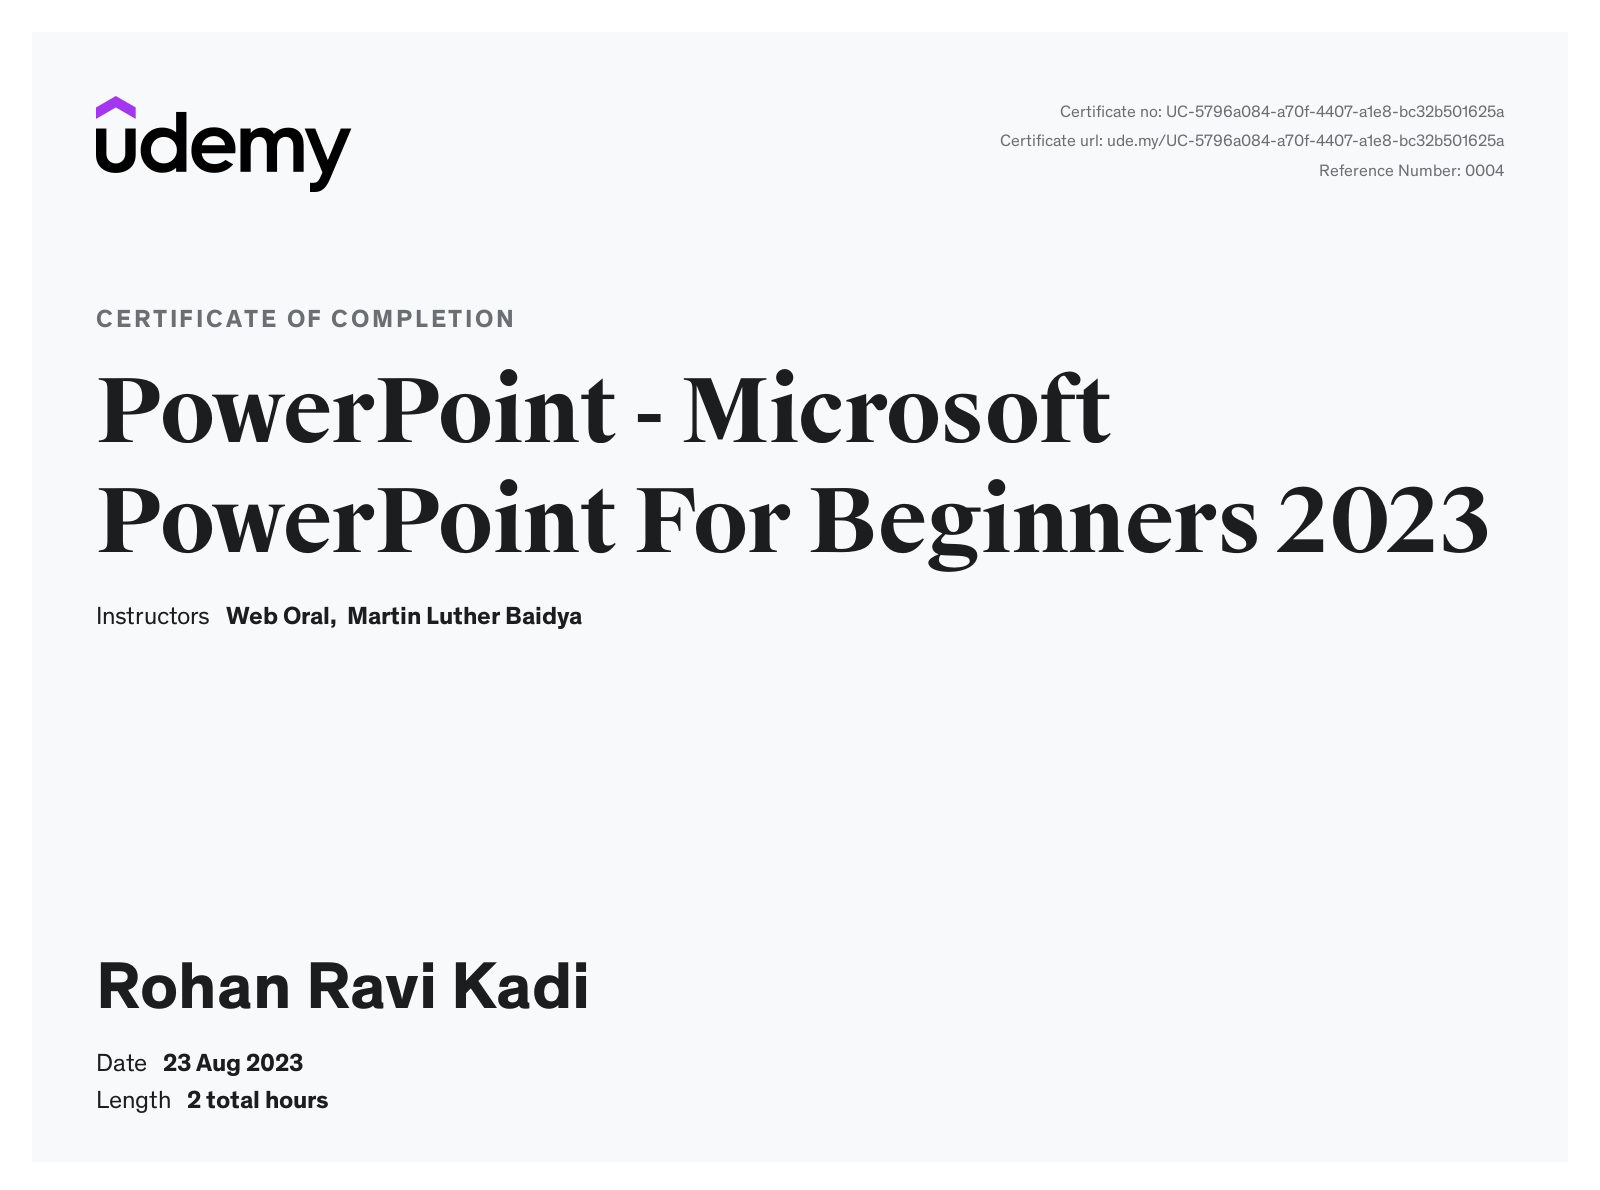 udemy
Certificate no: UC-5796a084-a70f-4407-a1e8-bc32b501625a
Certificate url: ude.my/UC-5796a084-a70f-4407-a1e8-bc32b501625a
Reference Number: 0004
CERTIFICATE OF COMPLETION
PowerPoint - Microsoft
PowerPoint For Beginners 2023
Instructors Web Oral, Martin Luther Baidya
Rohan Ravi Kadi
Date 23 Aug 2023
Length 2 total hours